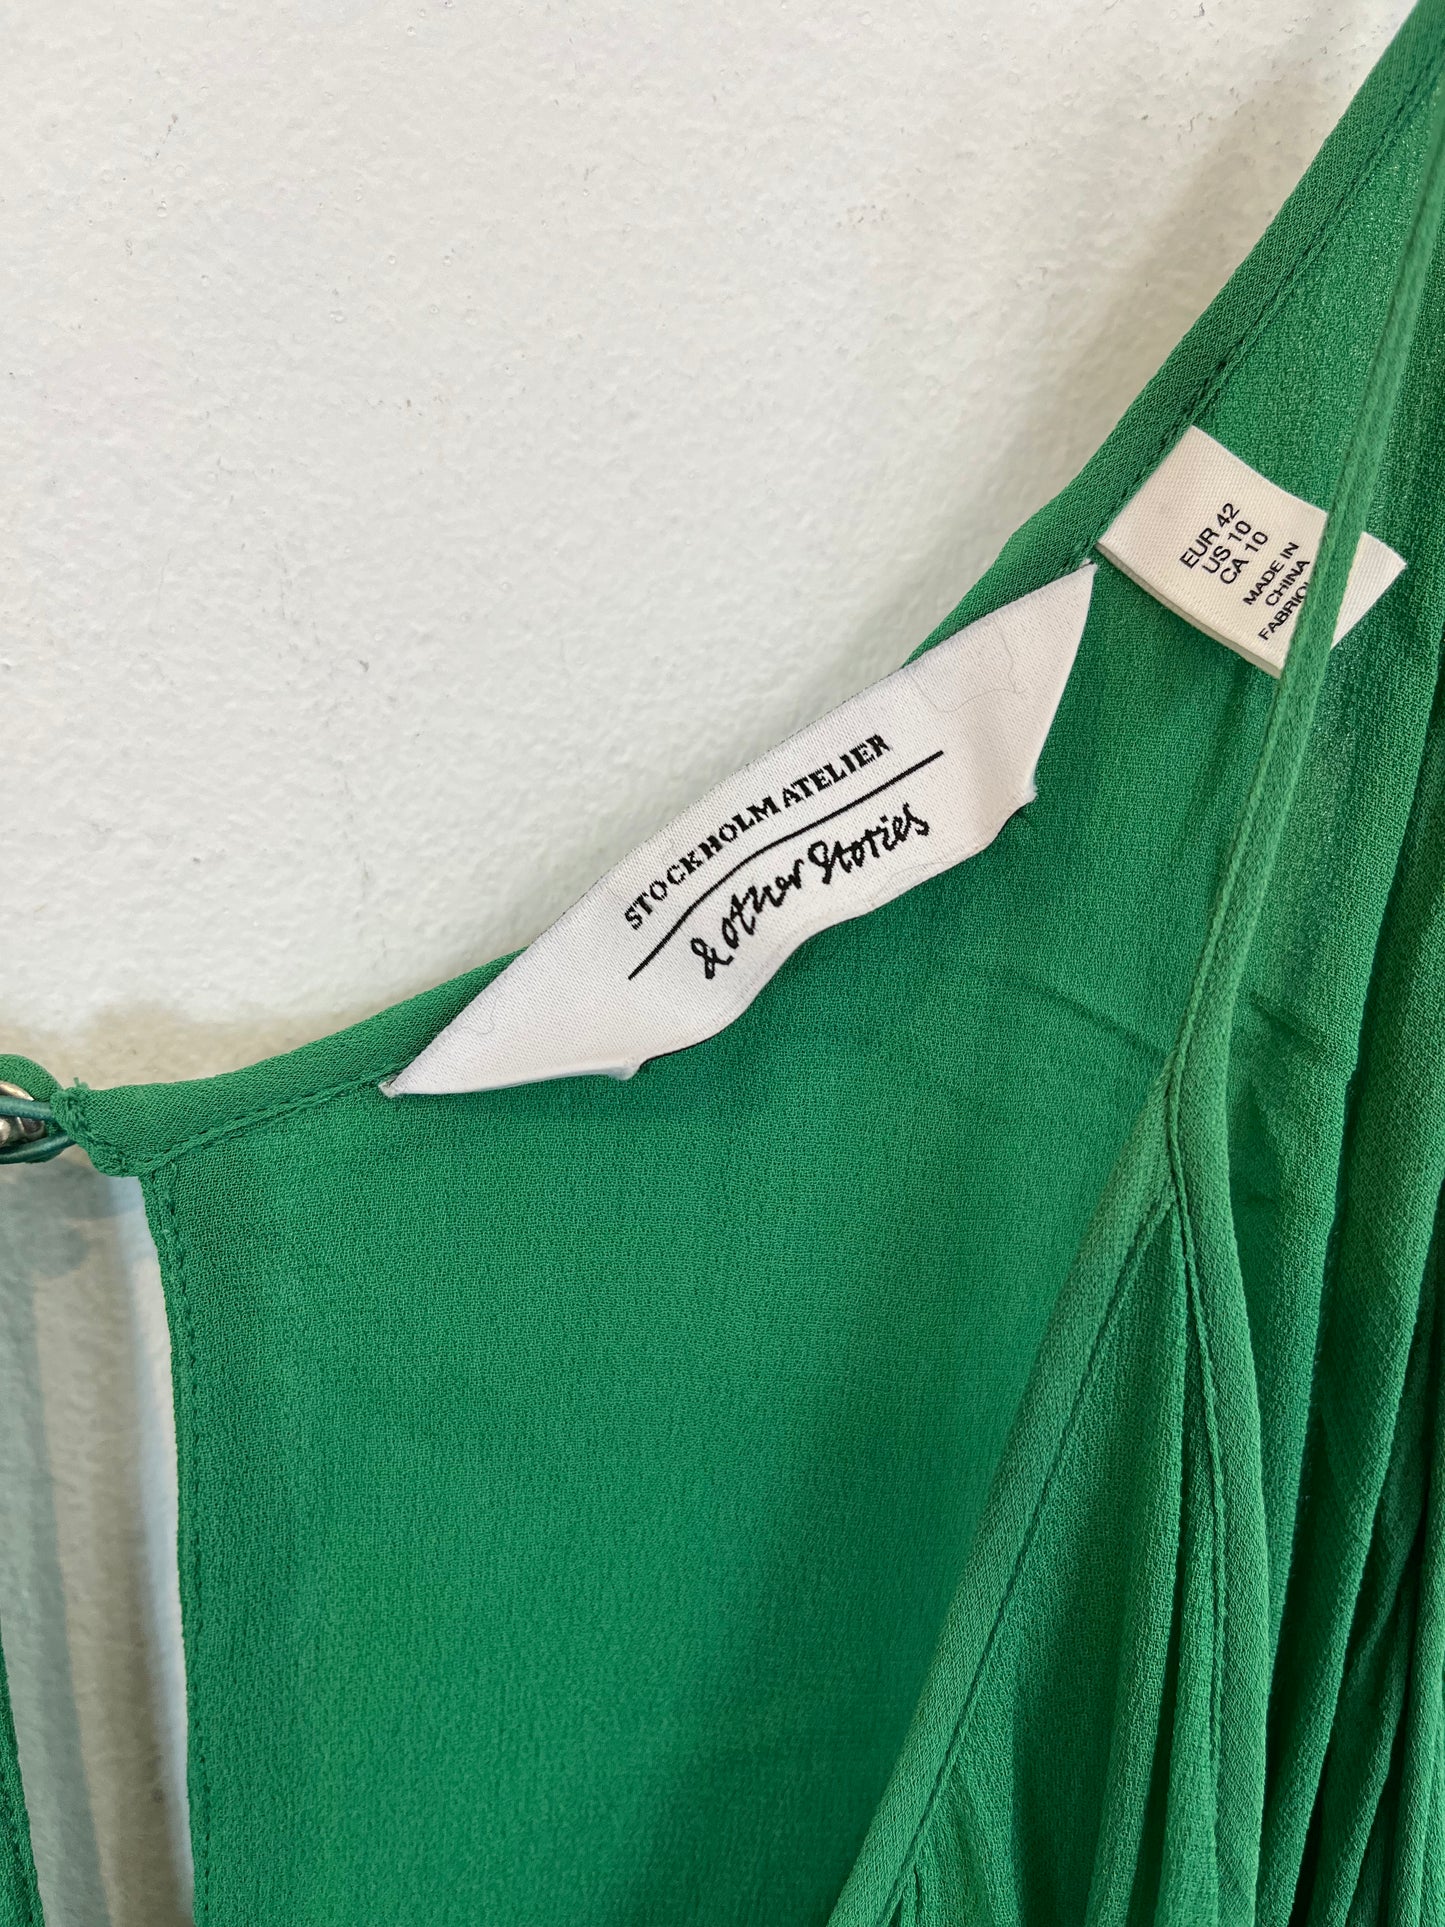 STOCKHOLM ATELIER
& Other Stories
EUR 42
US 10
CA 10
MADE IN
CHINA